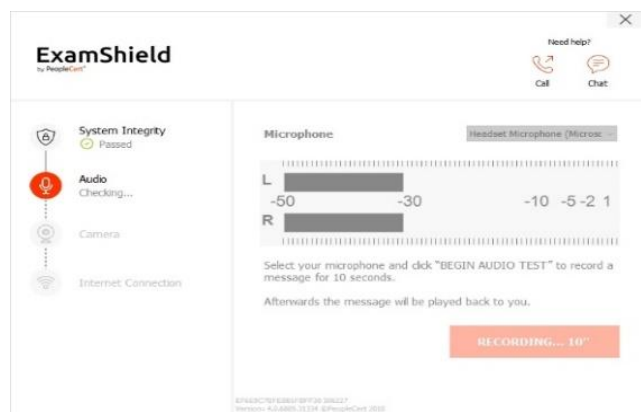 Need help?
ExamShield
by PeopleCert
Call
Chat
System Integrity
Passed
Microphone
Headset Microphone (Microsc
Audio
Checking...
L
-50 -30 -10 -5 -2 1
R
Camera
Select your microphone and click "BEGIN AUDIO TEST" to record a
message for 10 seconds.
Internet Connection
Afterwards the message will be played back to you.
RECORDING... 10"